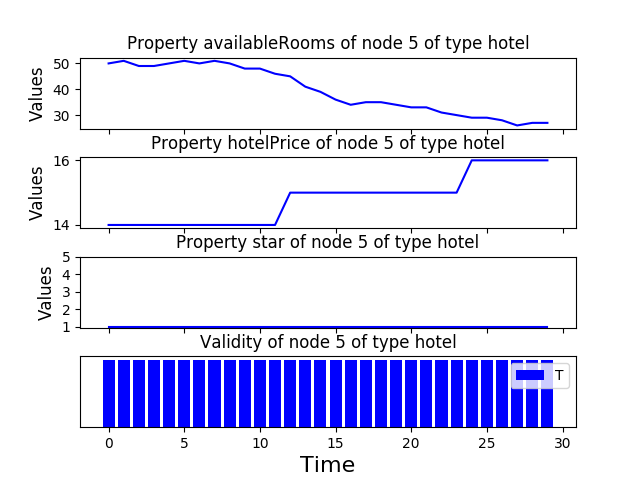 Property availableRooms of node 5 of type hotel
50
40
30
Values
Property hotelPrice of node 5 of type hotel
16
14
Values
Property star of node 5 of type hotel
5
4
3
2
1
Values
Validity of node 5 of type hotel
T
0 5 10 15 20 25 30
Time